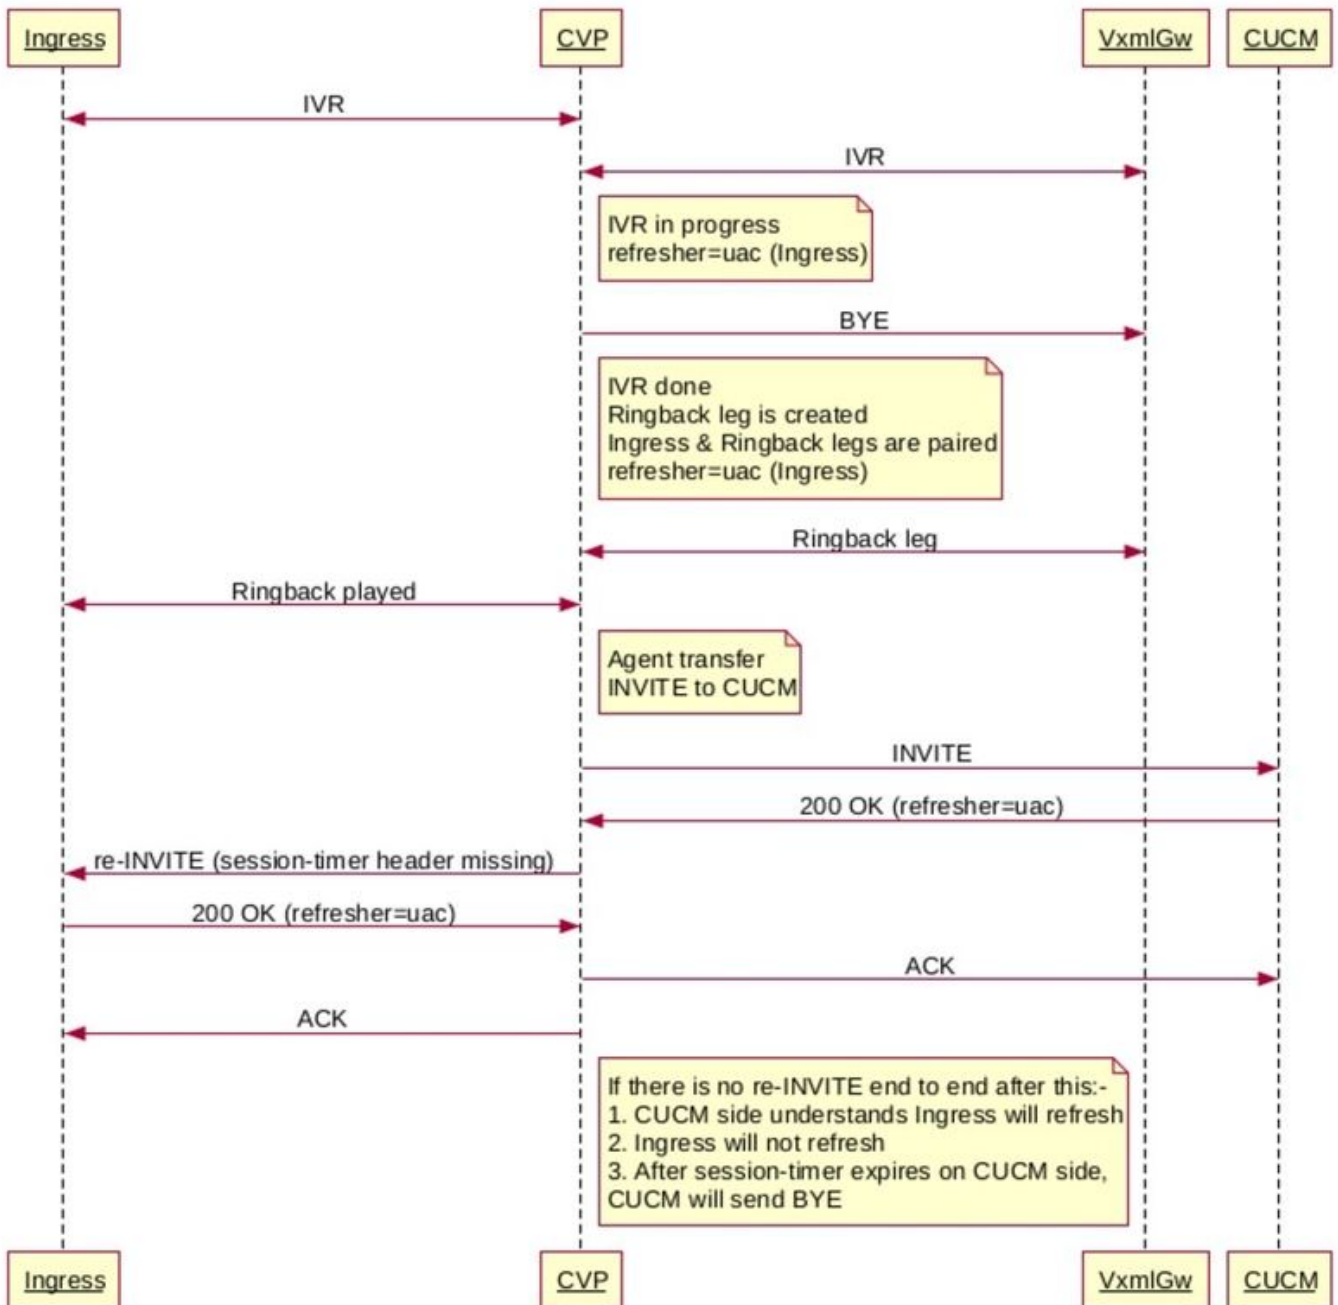 Ingress
CVP
VxmlGw
CUCM
IVR
IVR
IVR in progress
refresher=uac (Ingress)
BYE
IVR done
Ringback leg is created
Ingress & Ringback legs are paired
refresher=uac (Ingress)
Ringback leg
Ringback played
Agent transfer
INVITE to CUCM
INVITE
200 OK (refresher=uac)
re-INVITE (session-timer header missing)
200 OK (refresher=uac)
ACK
ACK
If there is no re-INVITE end to end after this:-
1. CUCM side understands Ingress will refresh
2. Ingress will not refresh
3. After session-timer expires on CUCM side,
CUCM will send BYE
Ingress
CVP
VxmlGw
CUCM